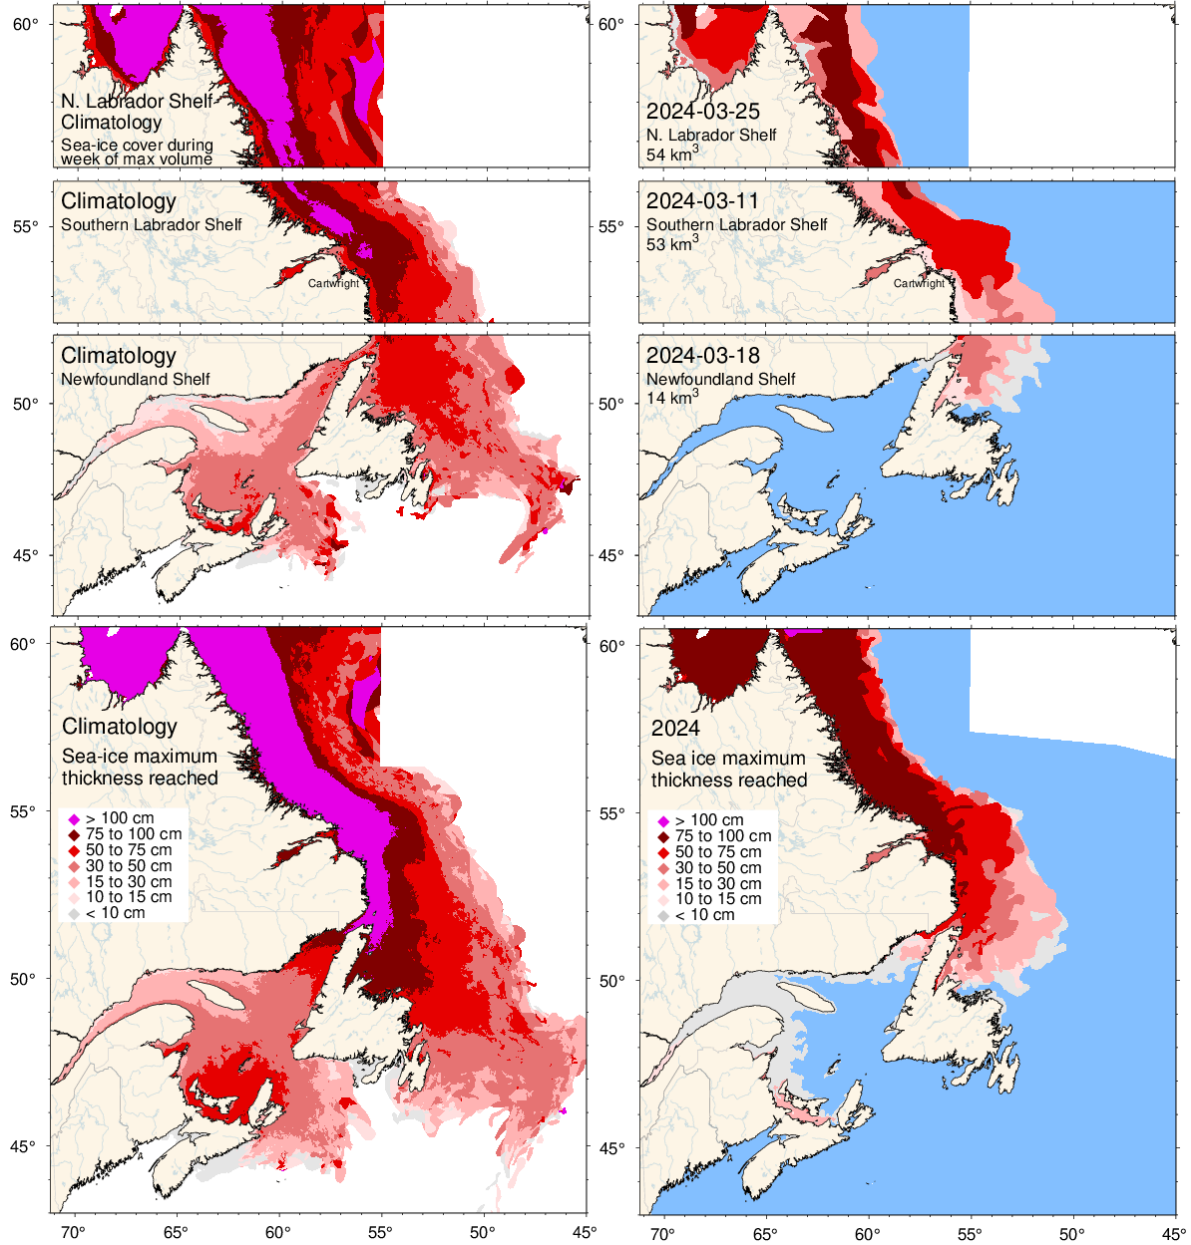 60°
N. Labrador Shelf
Climatology
Sea-ice cover during
week of max volume
60°
2024-03-25
N. Labrador Shelf
54 km³
55°
Climatology
Southern Labrador Shelf
Cartwright
55°
2024-03-11
Southern Labrador Shelf
53 km³
Cartwright
50°
45°
Climatology
Newfoundland Shelf
50°
45°
2024-03-18
Newfoundland Shelf
14 km³
60°
55°
50°
45°
Climatology
Sea-ice maximum
thickness reached
> 100 cm
75 to 100 cm
50 to 75 cm
30 to 50 cm
15 to 30 cm
10 to 15 cm
< 10 cm
70° 65° 60° 55° 50° 45°
60°
55°
50°
45°
2024
Sea ice maximum
thickness reached
> 100 cm
75 to 100 cm
50 to 75 cm
30 to 50 cm
15 to 30 cm
10 to 15 cm
< 10 cm
70° 65° 60° 55° 50° 45°